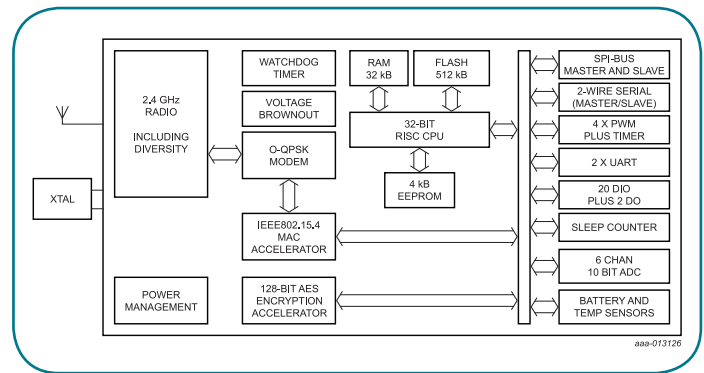 2.4 GHz
RADIO
INCLUDING
DIVERSITY
XTAL
POWER
MANAGEMENT
WATCHDOG
TIMER
VOLTAGE
BROWNOUT
O-QPSK
MODEM
IEEE802.15.4
MAC
ACCELERATOR
128-BIT AES
ENCRYPTION
ACCELERATOR
RAM
32 kB
FLASH
512 kB
32-BIT
RISC CPU
4 kB
EEPROM
SPI-BUS
MASTER AND SLAVE
2-WIRE SERIAL
(MASTER/SLAVE)
4 X PWM
PLUS TIMER
2 X UART
20 DIO
PLUS 2 DO
SLEEP COUNTER
6 CHAN
10 BIT ADC
BATTERY AND
TEMP SENSORS
aaa-013126